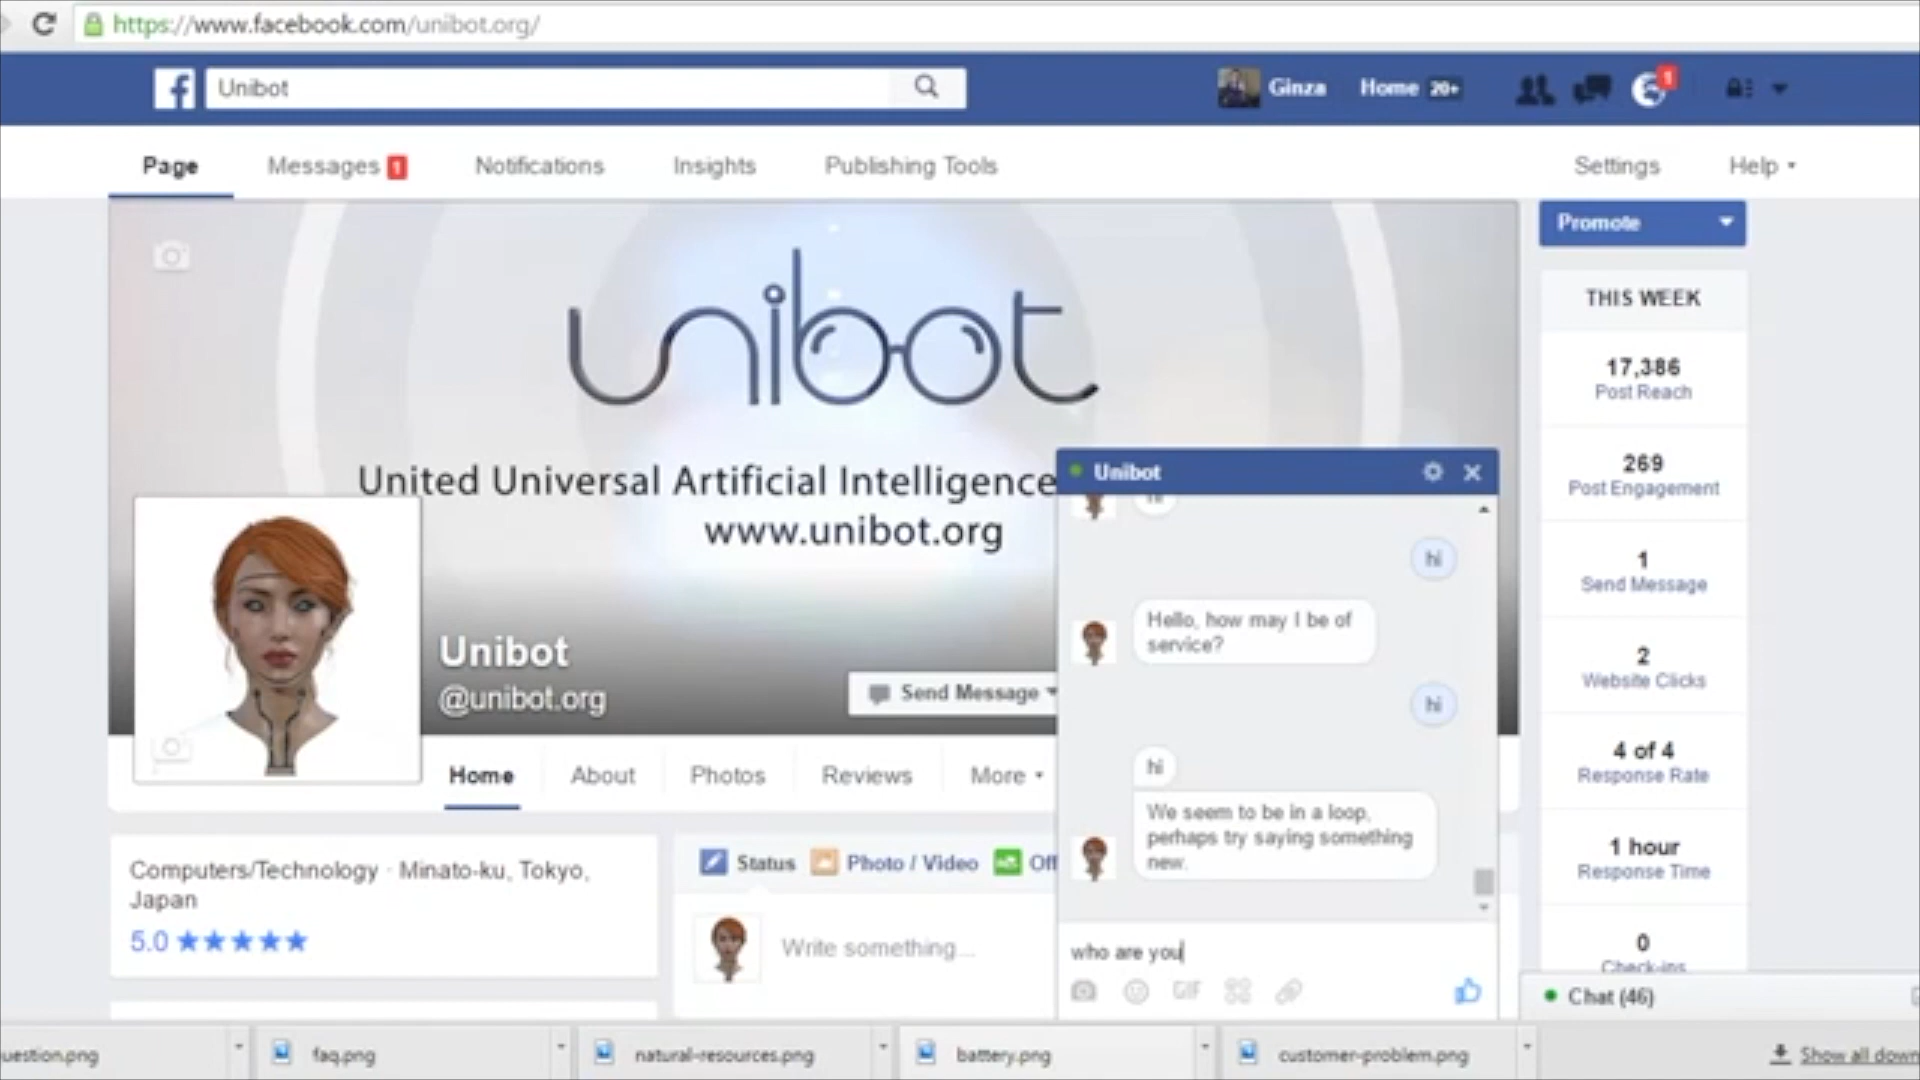 https://www.facebook.com/unibot.org/
Unibot
Ginza
Home 20+
1
Page
Messages 1
Notifications
Insights
Publishing Tools
Settings
Help
unibot
United Universal Artificial Intelligence
www.unibot.org
Unibot
@unibot.org
Send Message
Home
About
Photos
Reviews
More
Computers/Technology · Minato-ku, Tokyo,
Japan
5.0
Status
Photo / Video
Off
Write something...
Promote
THIS WEEK
17,386
Post Reach
269
Post Engagement
1
Send Message
2
Website Clicks
4 of 4
Response Rate
1 hour
Response Time
0
Check-ins
Unibot
hi
hi
Hello, how may I be of
service?
hi
hi
We seem to be in a loop,
perhaps try saying something
new.
who are you
GIF
Chat (46)
uestion.png
faq.png
natural-resources.png
battery.png
customer-problem.png
Show all down